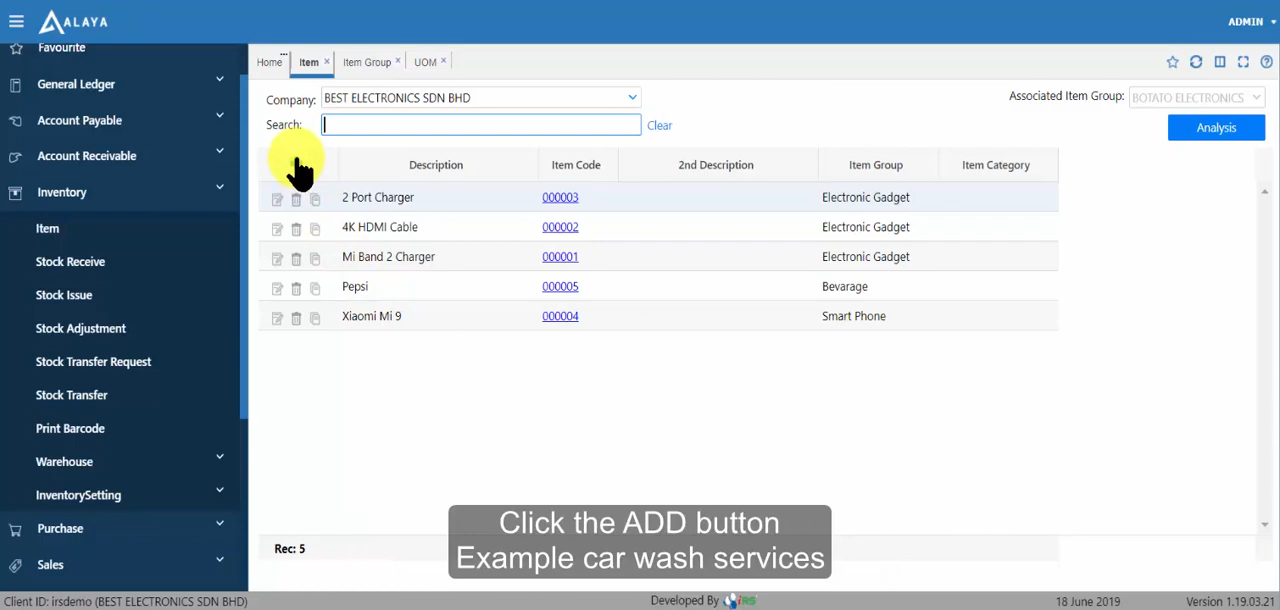 ALAYA
ADMIN
Favourite
General Ledger
Account Payable
Account Receivable
Inventory
Item
Stock Receive
Stock Issue
Stock Adjustment
Stock Transfer Request
Stock Transfer
Print Barcode
Warehouse
InventorySetting
Purchase
Sales
Home
Item
Item Group
UOM
Company: BEST ELECTRONICS SDN BHD
Associated Item Group: BOTATO ELECTRONICS
Search:
Clear
Analysis
Description Item Code 2nd Description Item Group Item Category
2 Port Charger 000003 Electronic Gadget
4K HDMI Cable 000002 Electronic Gadget
Mi Band 2 Charger 000001 Electronic Gadget
Pepsi 000005 Bevarage
Xiaomi Mi 9 000004 Smart Phone
Rec: 5
Click the ADD button
Example car wash services
Client ID: irsdemo (BEST ELECTRONICS SDN BHD)
Developed By iRS
18 June 2019
Version 1.19.03.21